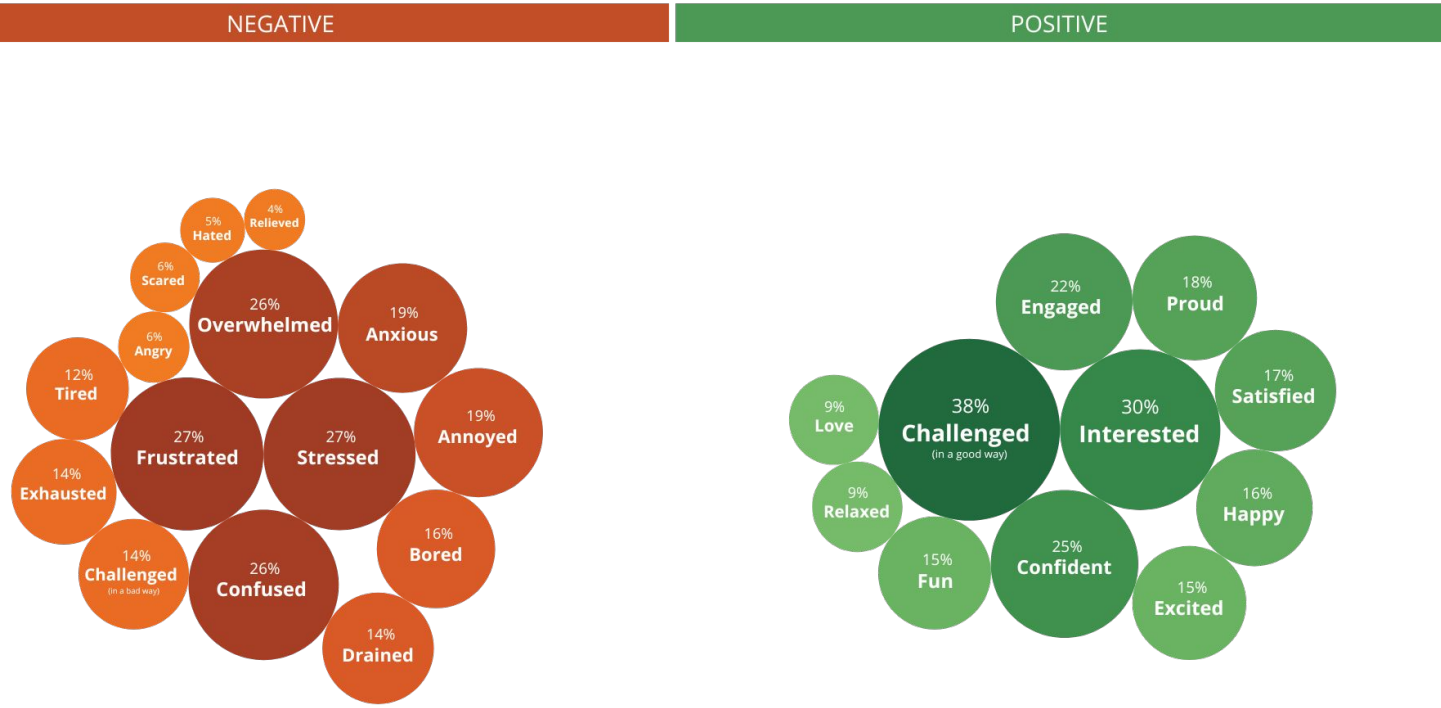 NEGATIVE
4%
Relieved
5%
Hated
6%
Scared
26%
Overwhelmed
19%
Anxious
6%
Angry
12%
Tired
19%
Annoyed
27%
Frustrated
27%
Stressed
14%
Exhausted
16%
Bored
14%
Challenged
(in a bad way)
26%
Confused
14%
Drained
POSITIVE
22%
Engaged
18%
Proud
17%
Satisfied
9%
Love
38%
Challenged
(in a good way)
30%
Interested
9%
Relaxed
16%
Happy
15%
Fun
25%
Confident
15%
Excited